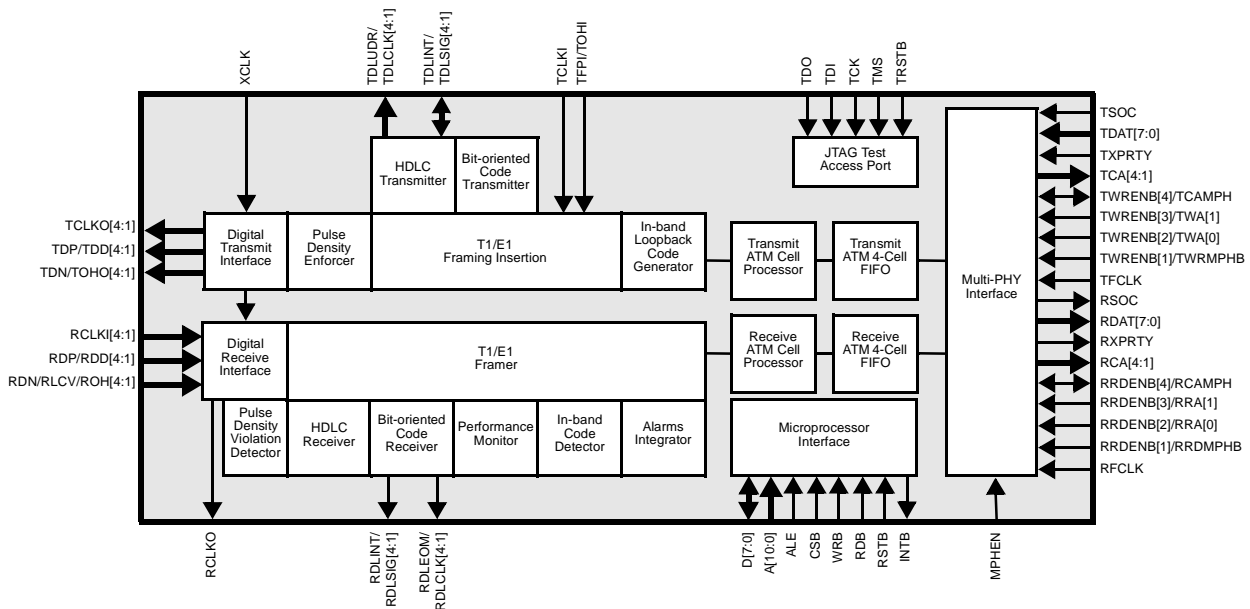 XCLK
TDLUDR/
TDLCLK[4:1]
TDLINT/
TDLSIG[4:1]
TCLKI
TFPI/TOHI
TDO
TDI
TCK
TMS
TRSTB
HDLC
Transmitter
Bit-oriented
Code
Transmitter
JTAG Test
Access Port
TCLKO[4:1]
TDP/TDD[4:1]
TDN/TOHO[4:1]
Digital
Transmit
Interface
Pulse
Density
Enforcer
T1/E1
Framing Insertion
In-band
Loopback
Code
Generator
Transmit
ATM Cell
Processor
Transmit
ATM 4-Cell
FIFO
Multi-PHY
Interface
TSOC
TDAT[7:0]
TXPRTY
TCA[4:1]
TWRENB[4]/TCAMPH
TWRENB[3]/TWA[1]
TWRENB[2]/TWA[0]
TWRENB[1]/TWRMPHB
TFCLK
RSOC
RDAT[7:0]
RXPRTY
RCA[4:1]
RRDENB[4]/RCAMPH
RRDENB[3]/RRA[1]
RRDENB[2]/RRA[0]
RRDENB[1]/RRDMPHB
RFCLK
RCLKI[4:1]
RDP/RDD[4:1]
RDN/RLCV/ROH[4:1]
Digital
Receive
Interface
T1/E1
Framer
Receive
ATM Cell
Processor
Receive
ATM 4-Cell
FIFO
Pulse
Density
Violation
Detector
HDLC
Receiver
Bit-oriented
Code
Receiver
Performance
Monitor
In-band
Code
Detector
Alarms
Integrator
Microprocessor
Interface
RCLKO
RDLINT/
RDLSIG[4:1]
RDLEOM/
RDLCLK[4:1]
D[7:0]
A[10:0]
ALE
CSB
WRB
RDB
RSTB
INTB
MPHEN